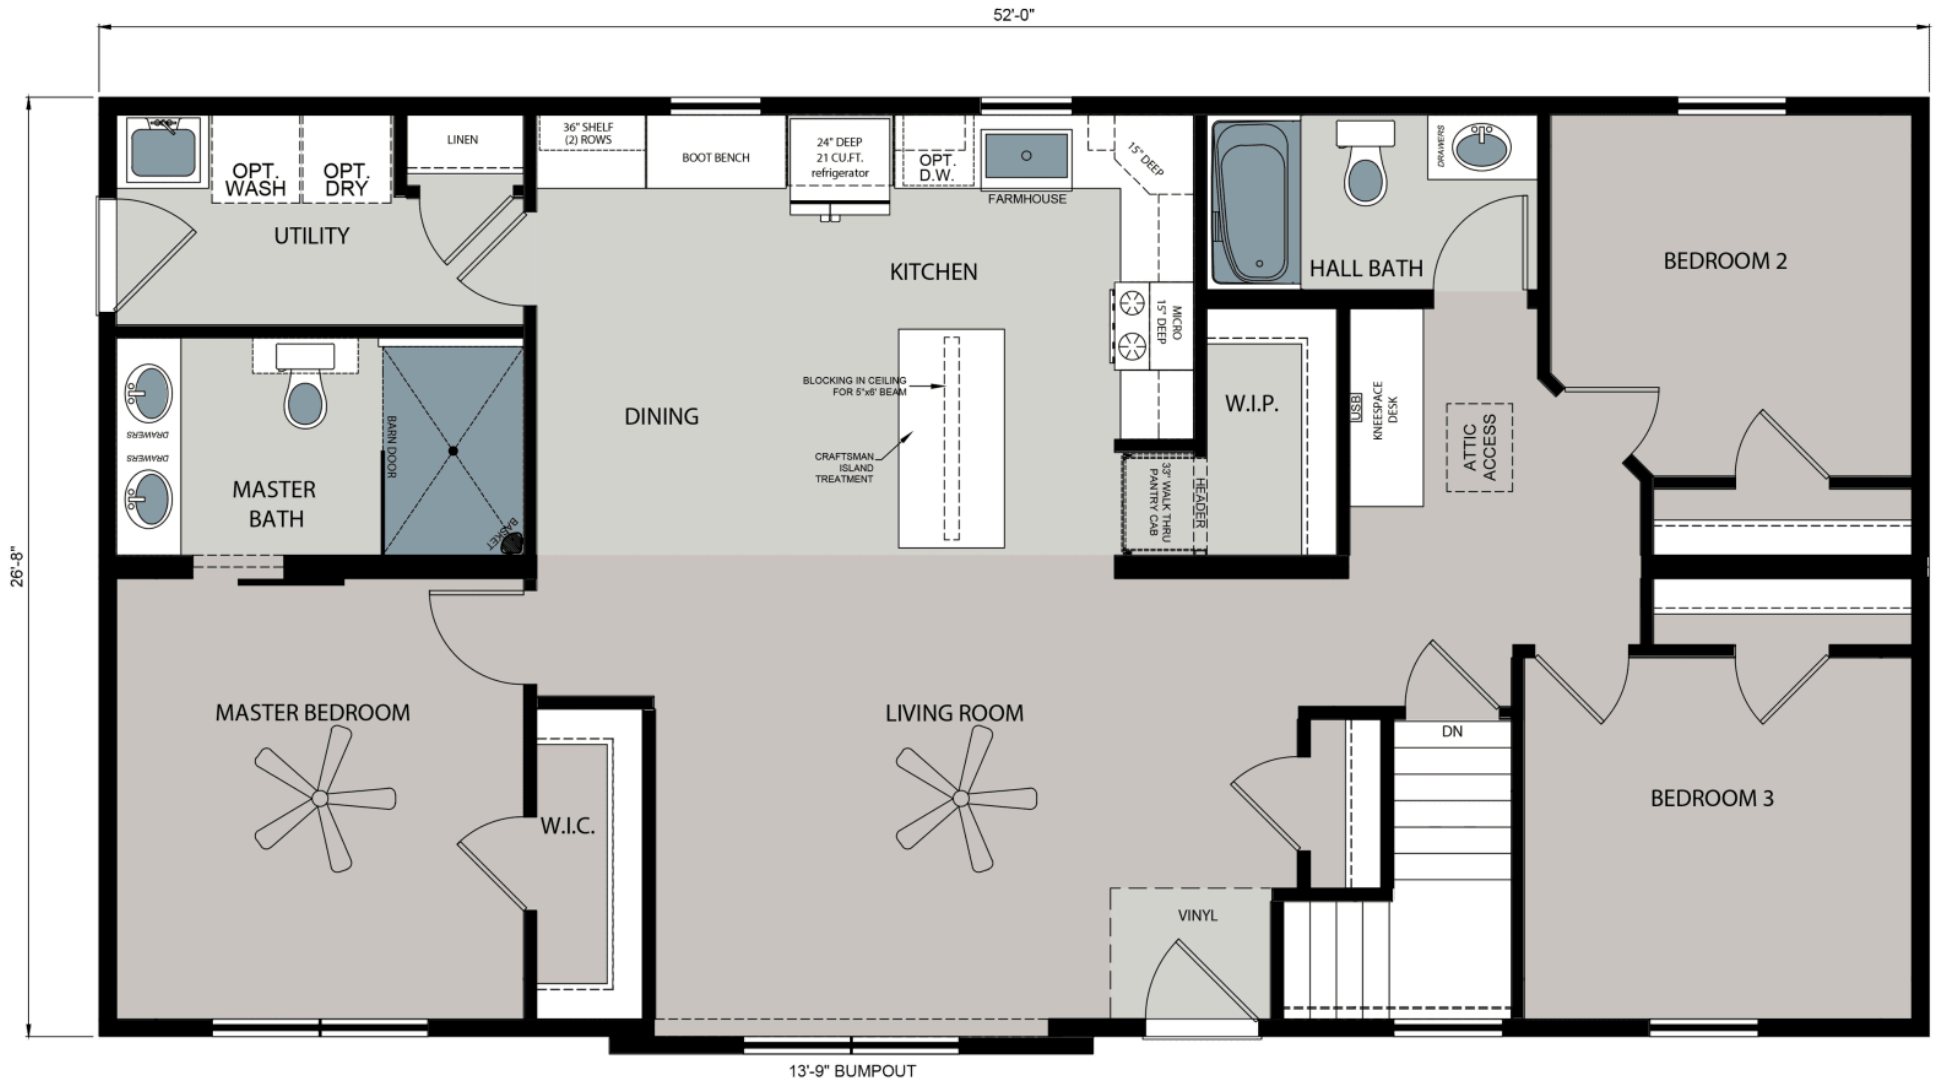 52'-0"
26'-8"
OPT.
WASH
OPT.
DRY
LINEN
UTILITY
36" SHELF
(2) ROWS
BOOT BENCH
24" DEEP
21 CU.FT.
refrigerator
OPT.
D.W.
FARMHOUSE
15" DEEP
KITCHEN
MICRO
15" DEEP
DINING
BLOCKING IN CEILING
FOR 5"x6' BEAM
CRAFTSMAN
ISLAND
TREATMENT
33" WALK THRU
PANTRY CAB
HEADER
W.I.P.
HALL BATH
DRAWERS
USB
KNEESPACE
DESK
ATTIC
ACCESS
BEDROOM 2
DRAWERS
DRAWERS
MASTER
BATH
BARN DOOR
BASKET
MASTER BEDROOM
W.I.C.
LIVING ROOM
VINYL
DN
BEDROOM 3
13'-9" BUMPOUT